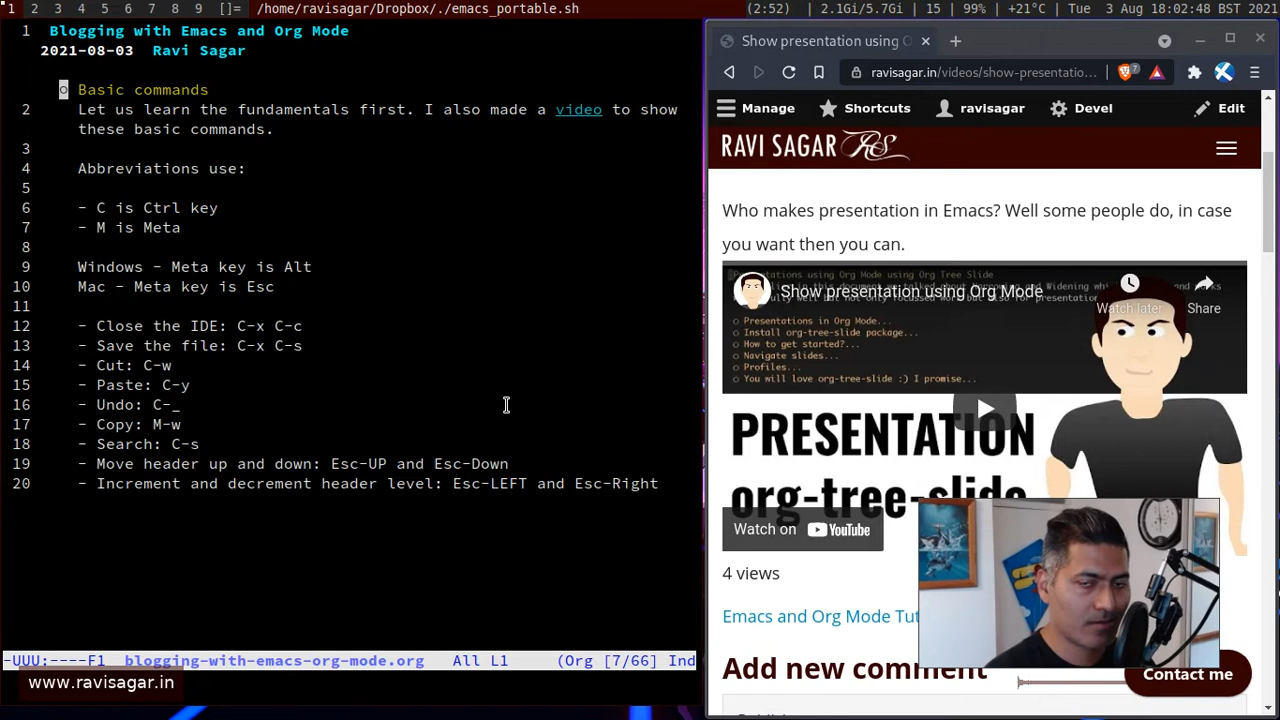 1 2 3 4 5 6 7 8 9 []= /home/ravisagar/Dropbox/./emacs_portable.sh (2:52) | 2.1Gi/5.7Gi | 15 | 99% | +21°C | Tue 3 Aug 18:02:48 BST 2021
1 Blogging with Emacs and Org Mode
2021-08-03 Ravi Sagar
Basic commands
2 Let us learn the fundamentals first. I also made a video to show
these basic commands.
3
4 Abbreviations use:
5
6 - C is Ctrl key
7 - M is Meta
8
9 Windows - Meta key is Alt
10 Mac - Meta key is Esc
11
12 - Close the IDE: C-x C-c
13 - Save the file: C-x C-s
14 - Cut: C-w
15 - Paste: C-y
16 - Undo: C-_
17 - Copy: M-w
18 - Search: C-s
19 - Move header up and down: Esc-UP and Esc-Down
20 - Increment and decrement header level: Esc-LEFT and Esc-Right
-UUU:----F1 blogging-with-emacs-org-mode.org All L1 (Org [7/66] Ind
www.ravisagar.in
Show presentation using O
ravisagar.in/videos/show-presentatio...
7
Manage Shortcuts ravisagar Devel Edit
RAVI SAGAR RS
Who makes presentation in Emacs? Well some people do, in case
you want then you can.
Presentations using Org Mode using Org Tree Slide
Show presentation using Org Mode
Watch later Share
Presentations in Org Mode...
Install org-tree-slide package...
How to get started?...
Navigate slides...
Profiles...
You will love org-tree-slide :) I promise...
PRESENTATION
org-tree-slide
Watch on YouTube
4 views
Emacs and Org Mode Tut
Add new comment
Contact me